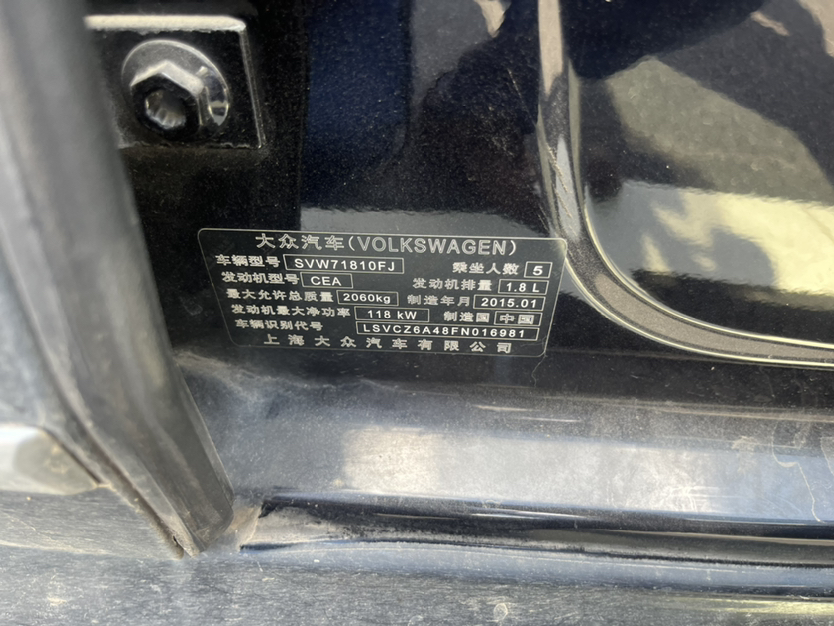 大众汽车(VOLKSWAGEN)
车辆型号 SVW71810FJ 乘坐人数 5
发动机型号 CEA 发动机排量 1.8 L
最大允许总质量 2060kg 制造年月 2015.01
发动机最大净功率 118 kW 制造国 中国
车辆识别代号 LSVCZ6A48FN016981
上海大众汽车有限公司